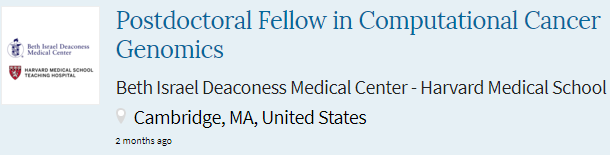 Beth Israel Deaconess
Medical Center
HARVARD MEDICAL SCHOOL
TEACHING HOSPITAL
Postdoctoral Fellow in Computational Cancer
Genomics
Beth Israel Deaconess Medical Center - Harvard Medical School
Cambridge, MA, United States
2 months ago